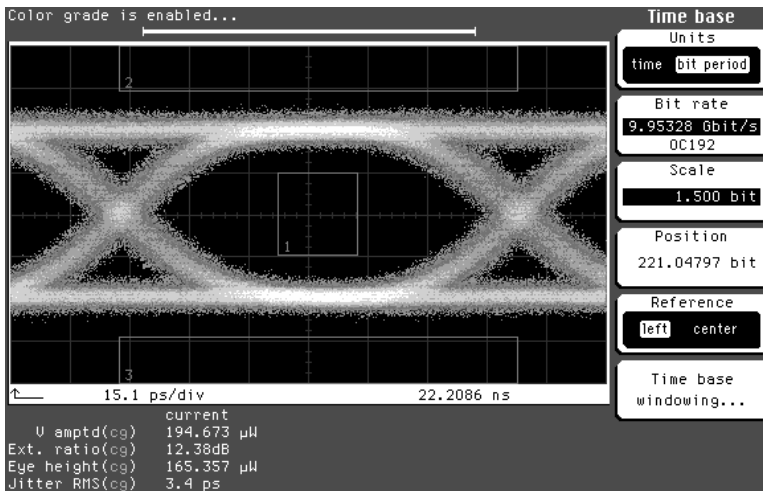 Color grade is enabled...
Time base
Units
time bit period
Bit rate
9.95328 Gbit/s
OC192
Scale
1.500 bit
Position
221.04797 bit
Reference
left center
Time base
windowing...
2
1
3
15.1 ps/div 22.2086 ns
current
V amptd(cg) 194.673 µW
Ext. ratio(cg) 12.38dB
Eye height(cg) 165.357 µW
Jitter RMS(cg) 3.4 ps